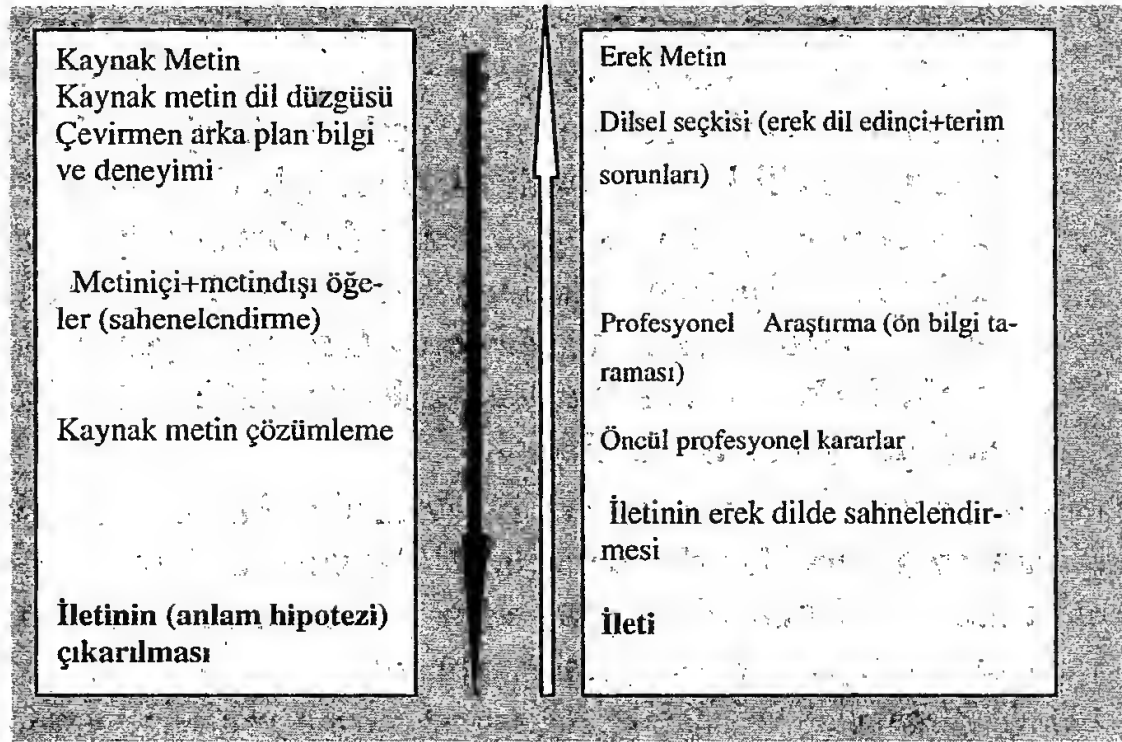 Kaynak Metin
Kaynak metin dil düzgüsü
Çevirmen arka plan bilgi
ve deneyimi
Metiniçi+metindışı öğe-
ler (sahenelendirme)
Kaynak metin çözümleme
İletinin (anlam hipotezi)
çıkarılması
Erek Metin
Dilsel seçkisi (erek dil edinci+terim
sorunları)
Profesyonel Araştırma (ön bilgi ta-
raması)
Öncül profesyonel kararlar
İletinin erek dilde sahnelendir-
mesi
İleti